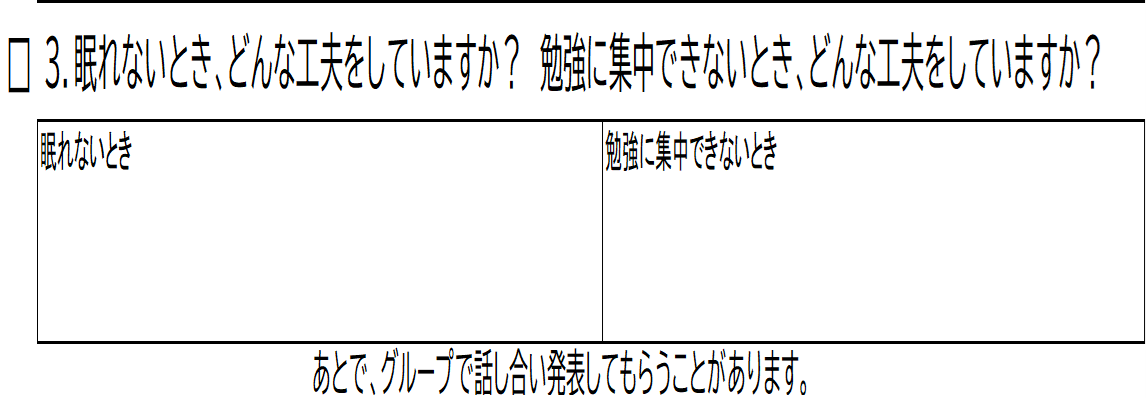 □ 3. 眠れないとき、どんな工夫をしていますか？ 勉強に集中できないとき、どんな工夫をしていますか？
眠れないとき
勉強に集中できないとき
あとで、グループで話し合い発表してもらうことがあります。